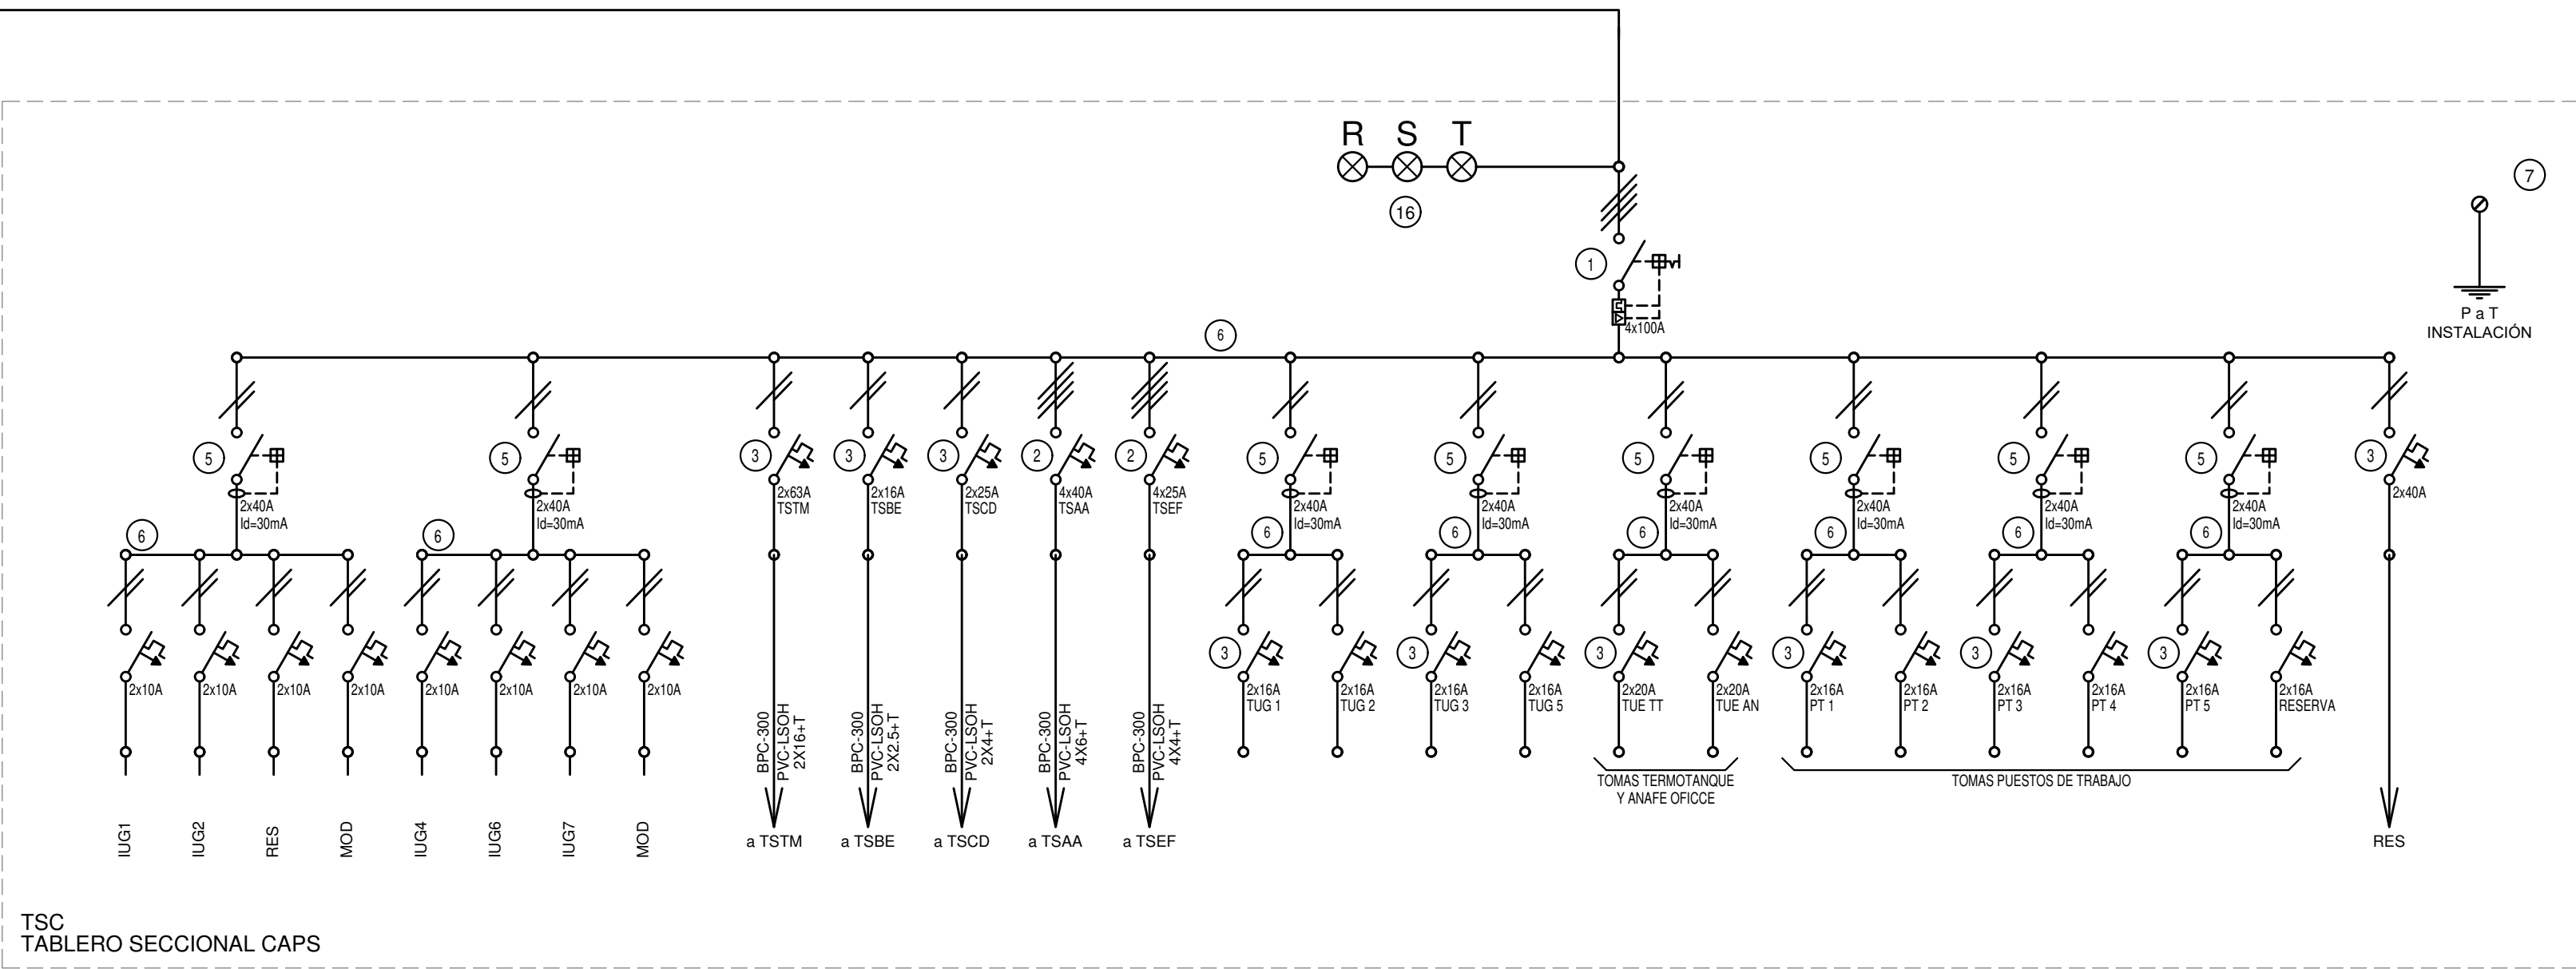 R S T
16
7
1
4x100A
P a T
INSTALACIÓN
6
5
2x40A
Id=30mA
5
2x40A
Id=30mA
3
2x63A
TSTM
3
2x16A
TSBE
3
2x25A
TSCD
2
4x40A
TSAA
2
4x25A
TSEF
5
2x40A
Id=30mA
5
2x40A
Id=30mA
5
2x40A
Id=30mA
5
2x40A
Id=30mA
5
2x40A
Id=30mA
5
2x40A
Id=30mA
3
2x40A
6
6
6
6
6
6
6
6
2x10A
2x10A
2x10A
2x10A
2x10A
2x10A
2x10A
2x10A
3
2x16A
TUG 1
2x16A
TUG 2
3
2x16A
TUG 3
2x16A
TUG 5
3
2x20A
TUE TT
2x20A
TUE AN
3
2x16A
PT 1
2x16A
PT 2
3
2x16A
PT 3
2x16A
PT 4
3
2x16A
PT 5
2x16A
RESERVA
BPC-300
PVC-LSOH
2X16+T
BPC-300
PVC-LSOH
2X2.5+T
BPC-300
PVC-LSOH
2X4+T
BPC-300
PVC-LSOH
4X6+T
BPC-300
PVC-LSOH
4X4+T
TOMAS TERMOTANQUE
Y ANAFE OFICCE
TOMAS PUESTOS DE TRABAJO
IUG1
IUG2
RES
MOD
IUG4
IUG6
IUG7
MOD
a TSTM
a TSBE
a TSCD
a TSAA
a TSEF
RES
TSC
TABLERO SECCIONAL CAPS